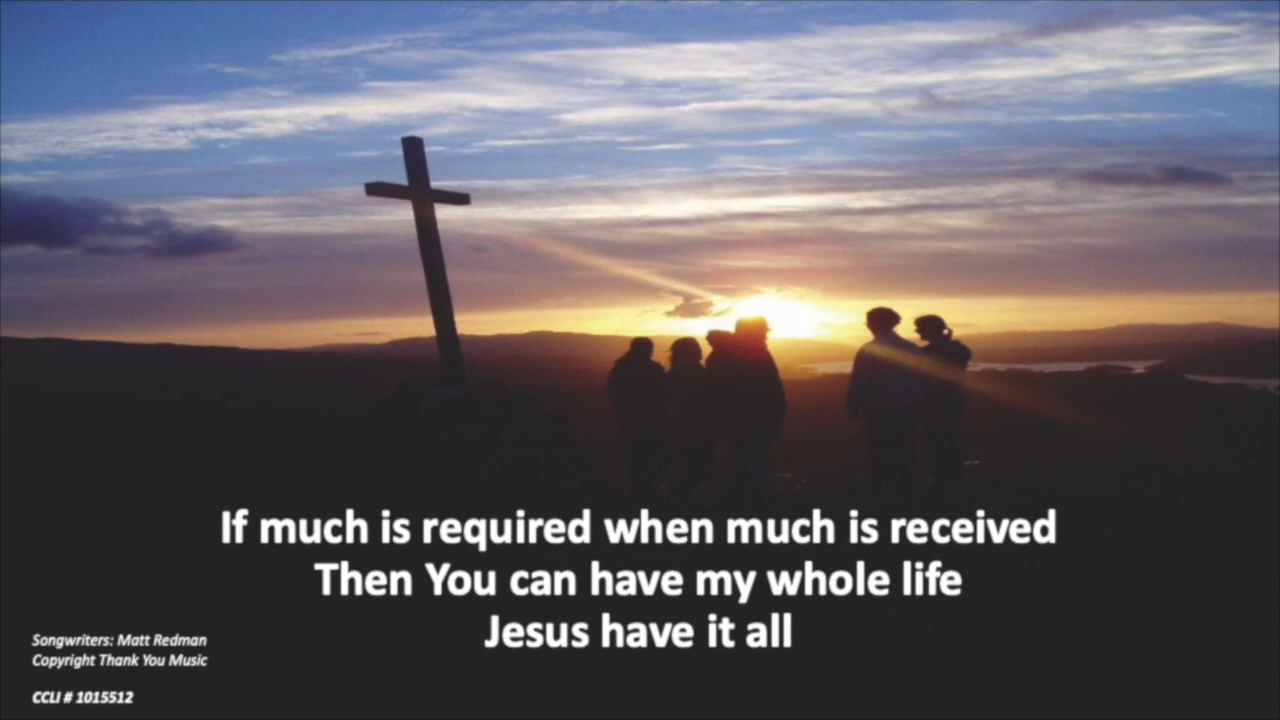 If much is required when much is received
Then You can have my whole life
Jesus have it all
Songwriters: Matt Redman
Copyright Thank You Music
CCLI # 1015512